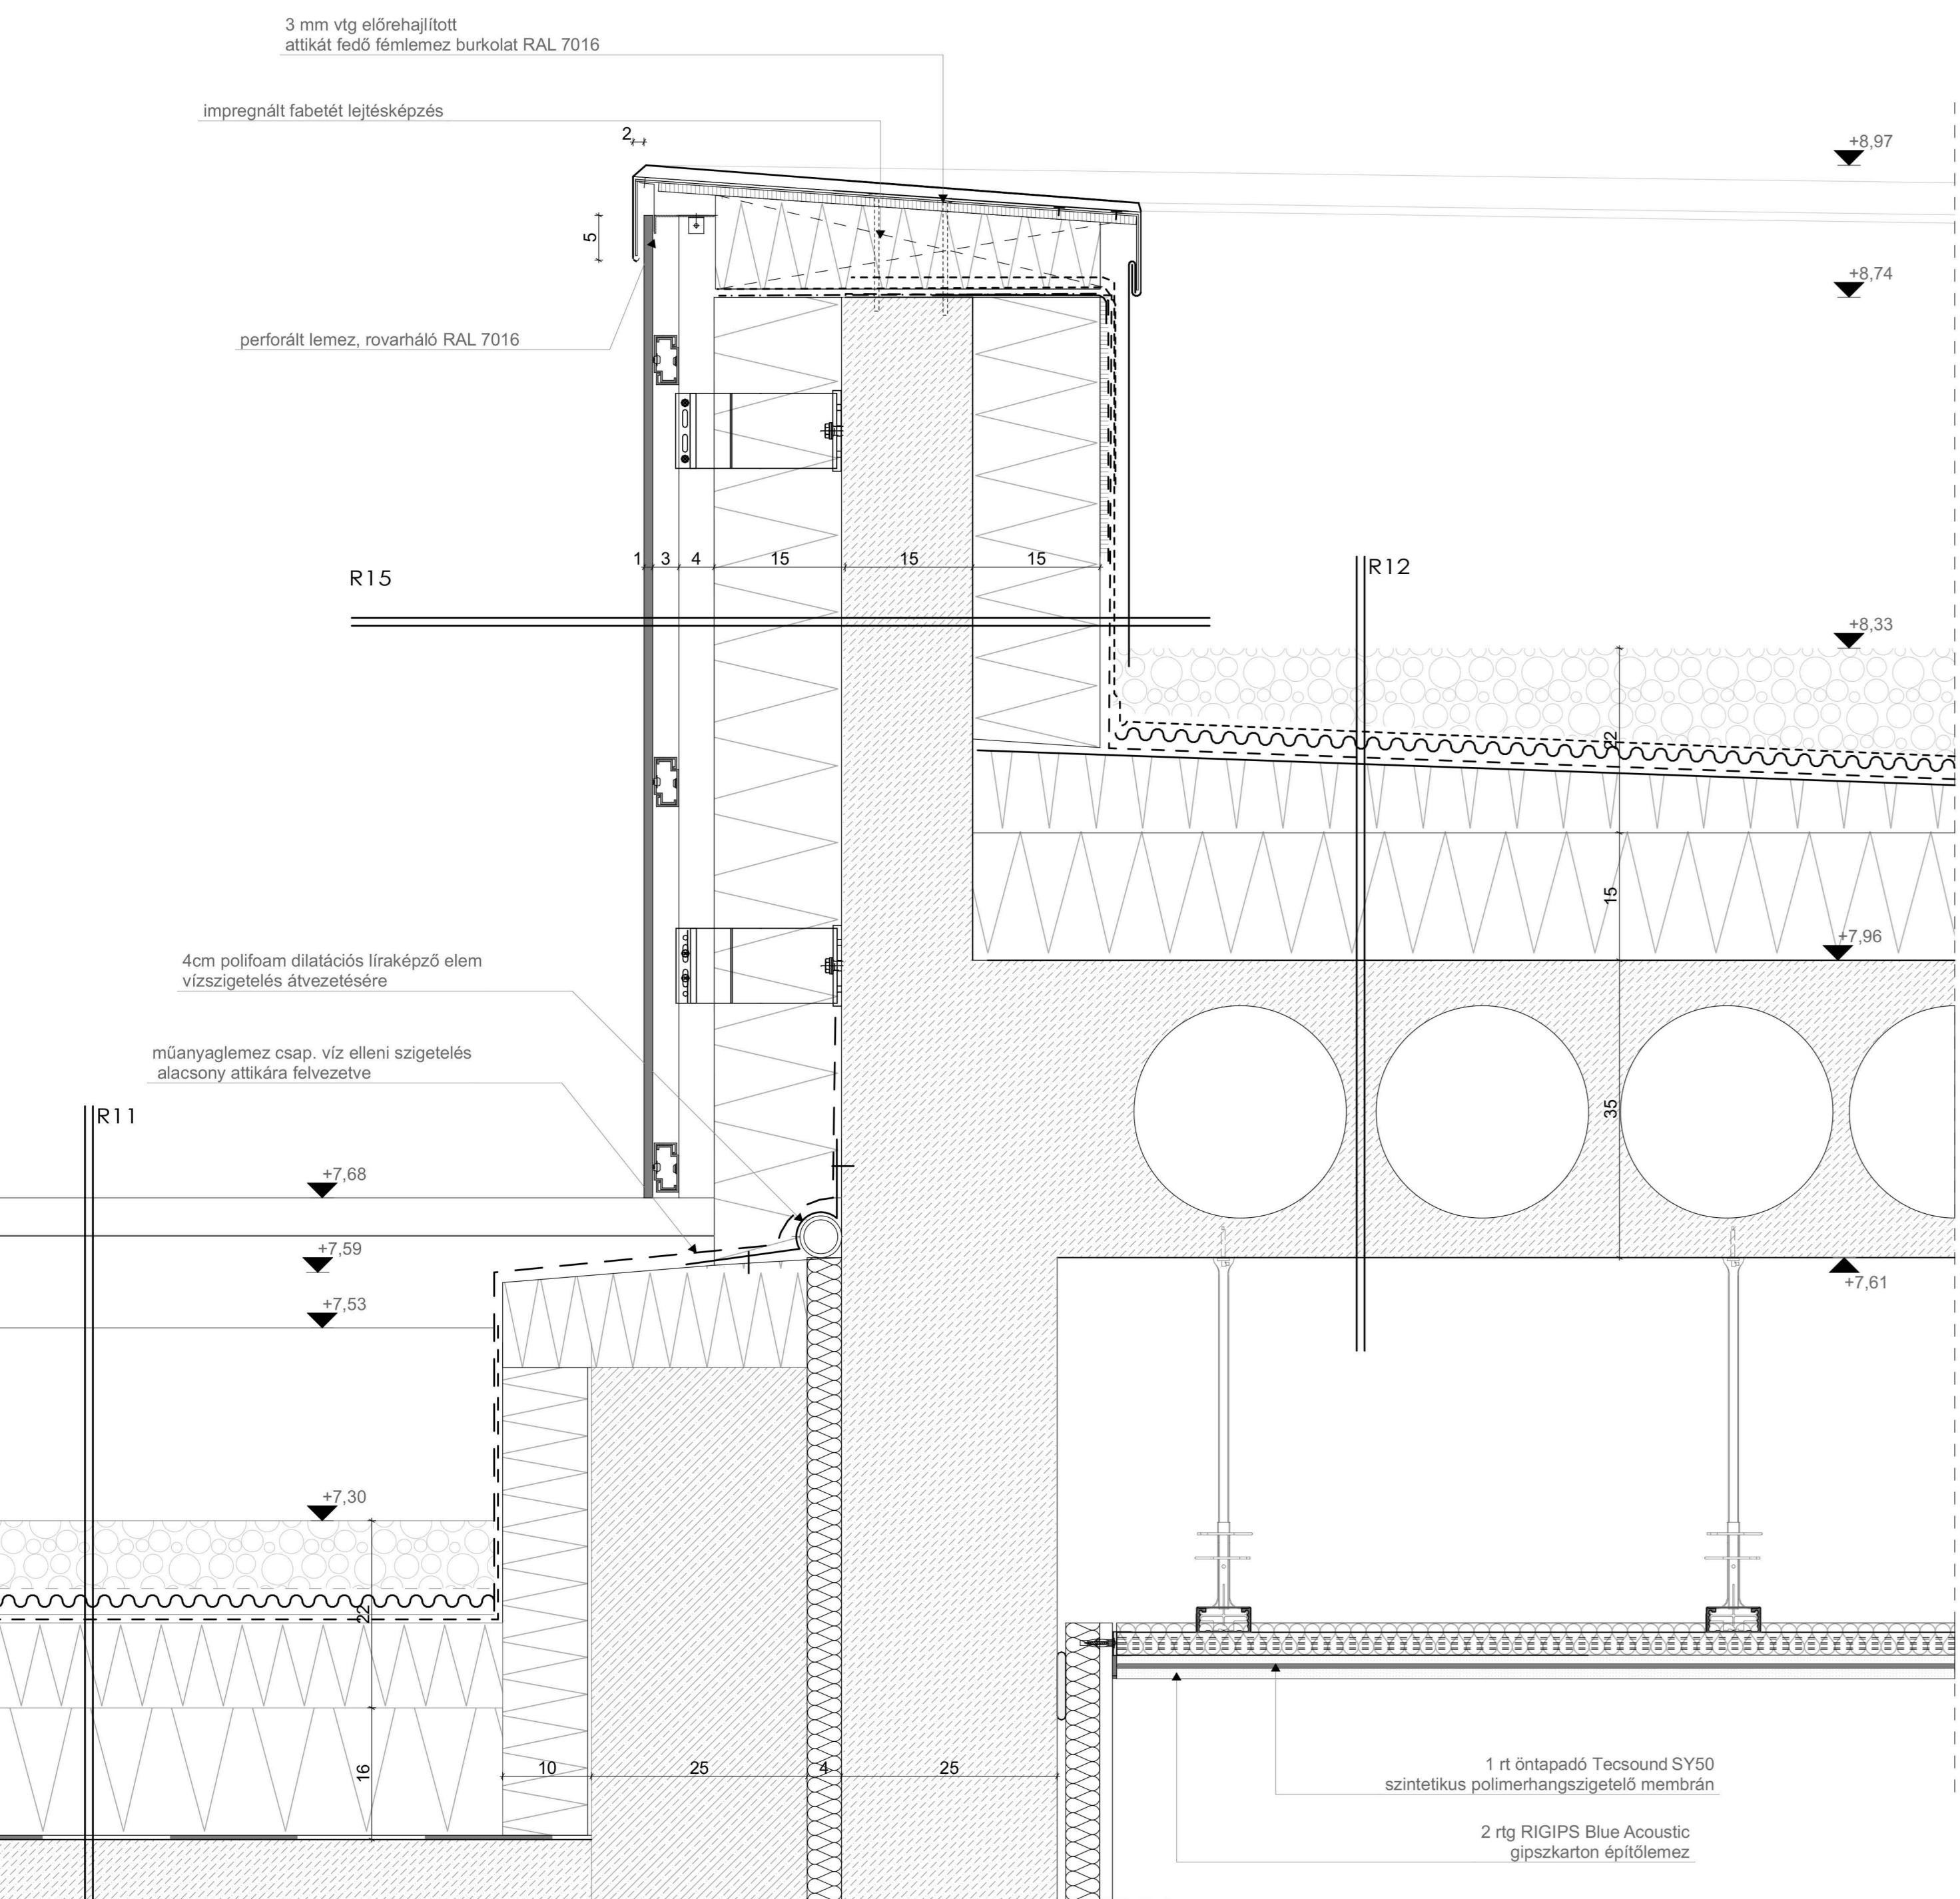 3 mm vtg előrehajlított
attikát fedő fémlemez burkolat RAL 7016
impregnált fabetét lejtésképzés
2
+8,97
5
+8,74
perforált lemez, rovarháló RAL 7016
1 3 4 15 15 15
R15
R12
+8,33
22
15
+7,96
4cm polifoam dilatációs líraképző elem
vízszigetelés átvezetésére
műanyaglemez csap. víz elleni szigetelés
alacsony attikára felvezetve
35
R11
+7,68
+7,59
+7,61
+7,53
+7,30
22
16
10 25 4 25
1 rt öntapadó Tecsound SY50
szintetikus polimerhangszigetelő membrán
2 rtg RIGIPS Blue Acoustic
gipszkarton építőlemez